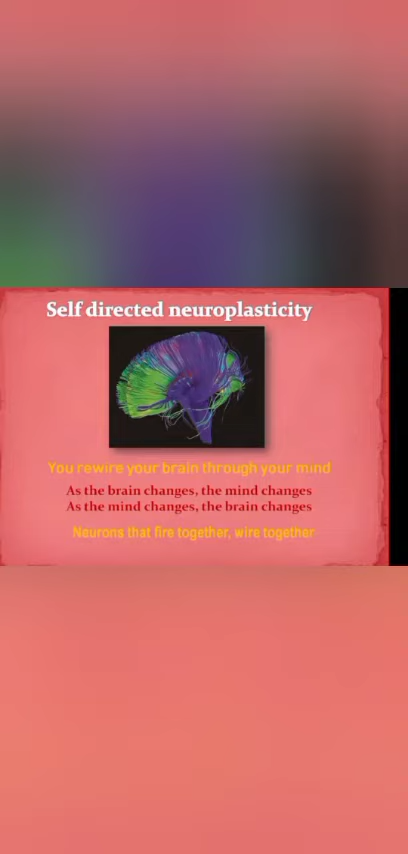 Self directed neuroplasticity
You rewire your brain through your mind
As the brain changes, the mind changes
As the mind changes, the brain changes
Neurons that fire together, wire together